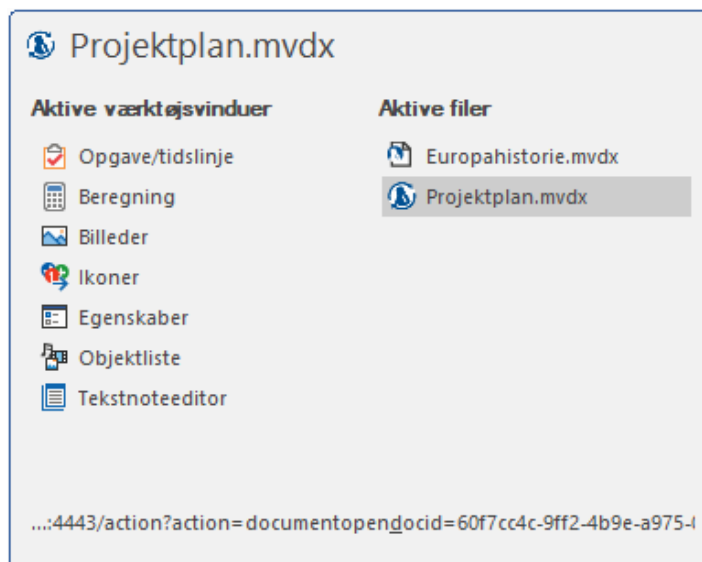 Projektplan.mvdx
Aktive værktøjsvinduer
Opgave/tidslinje
Beregning
Billeder
Ikoner
Egenskaber
Objektliste
Tekstnoteeditor
Aktive filer
Europahistorie.mvdx
Projektplan.mvdx
...:4443/action?action=documentopendocid=60f7cc4c-9ff2-4b9e-a975-